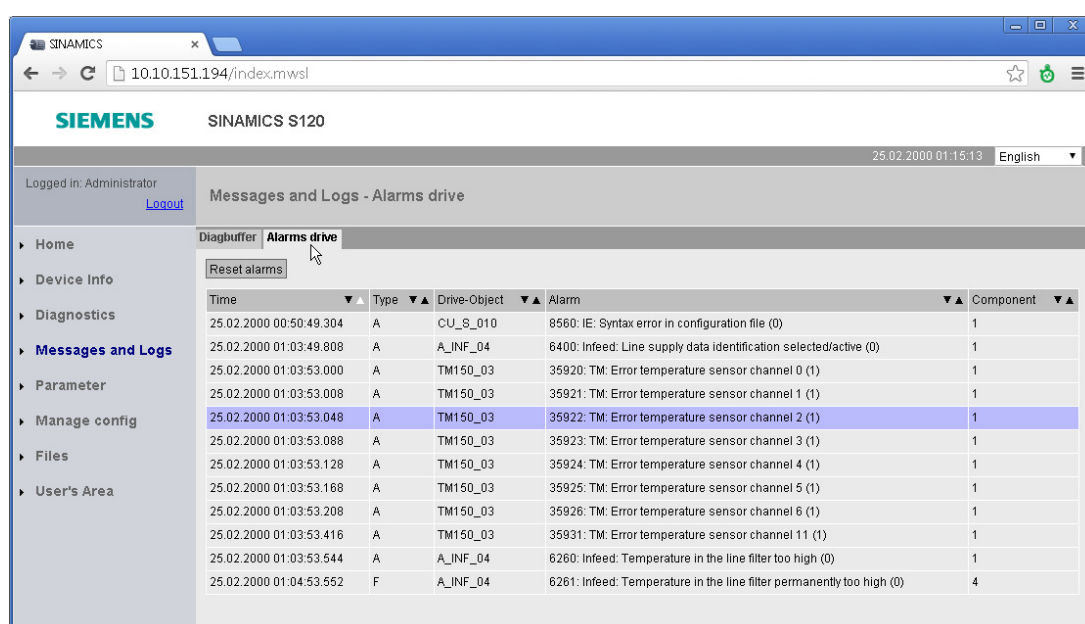 SINAMICS
10.10.151.194/index.mwsl
SIEMENS SINAMICS S120
25.02.2000 01:15:13 English
Logged in: Administrator
Logout
Messages and Logs - Alarms drive
Diagbuffer Alarms drive
Reset alarms
Home
Device Info
Diagnostics
Messages and Logs
Parameter
Manage config
Files
User's Area
Time Type Drive-Object Alarm Component
25.02.2000 00:50:49.304 A CU_S_010 8560: IE: Syntax error in configuration file (0) 1
25.02.2000 01:03:49.808 A A_INF_04 6400: Infeed: Line supply data identification selected/active (0) 1
25.02.2000 01:03:53.000 A TM150_03 35920: TM: Error temperature sensor channel 0 (1) 1
25.02.2000 01:03:53.008 A TM150_03 35921: TM: Error temperature sensor channel 1 (1) 1
25.02.2000 01:03:53.048 A TM150_03 35922: TM: Error temperature sensor channel 2 (1) 1
25.02.2000 01:03:53.088 A TM150_03 35923: TM: Error temperature sensor channel 3 (1) 1
25.02.2000 01:03:53.128 A TM150_03 35924: TM: Error temperature sensor channel 4 (1) 1
25.02.2000 01:03:53.168 A TM150_03 35925: TM: Error temperature sensor channel 5 (1) 1
25.02.2000 01:03:53.208 A TM150_03 35926: TM: Error temperature sensor channel 6 (1) 1
25.02.2000 01:03:53.416 A TM150_03 35931: TM: Error temperature sensor channel 11 (1) 1
25.02.2000 01:03:53.544 A A_INF_04 6260: Infeed: Temperature in the line filter too high (0) 1
25.02.2000 01:04:53.552 F A_INF_04 6261: Infeed: Temperature in the line filter permanently too high (0) 4